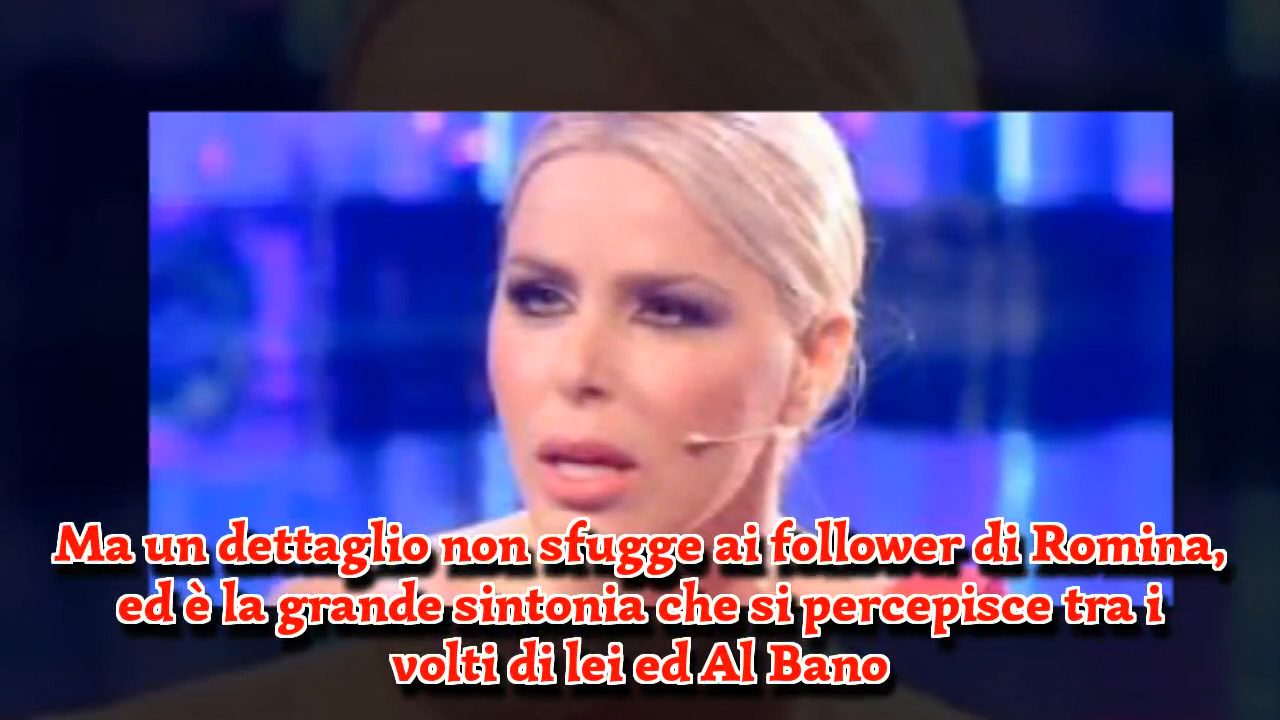 Ma un dettaglio non sfugge ai follower di Romina,
ed è la grande sintonia che si percepisce tra i
volti di lei ed Al Bano